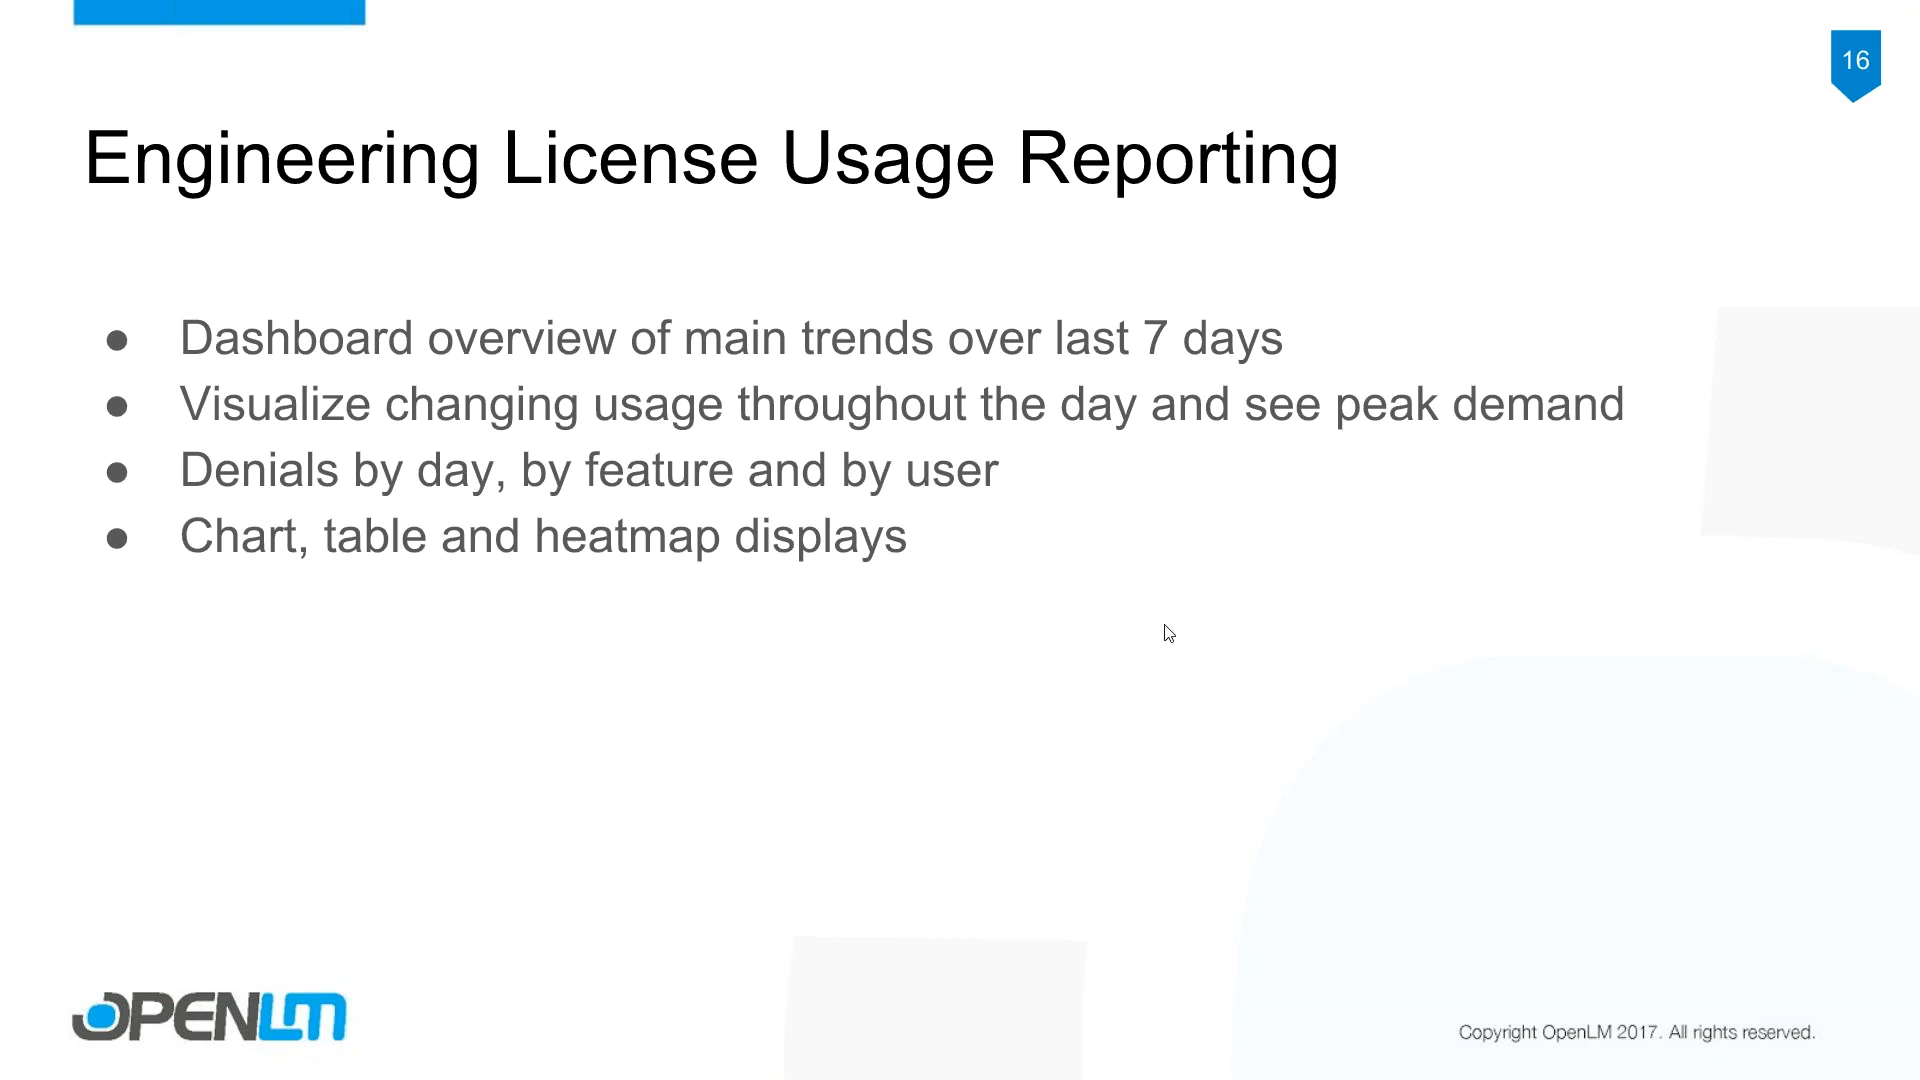 16
Engineering License Usage Reporting
● Dashboard overview of main trends over last 7 days
● Visualize changing usage throughout the day and see peak demand
● Denials by day, by feature and by user
● Chart, table and heatmap displays
OPENLM
Copyright OpenLM 2017. All rights reserved.